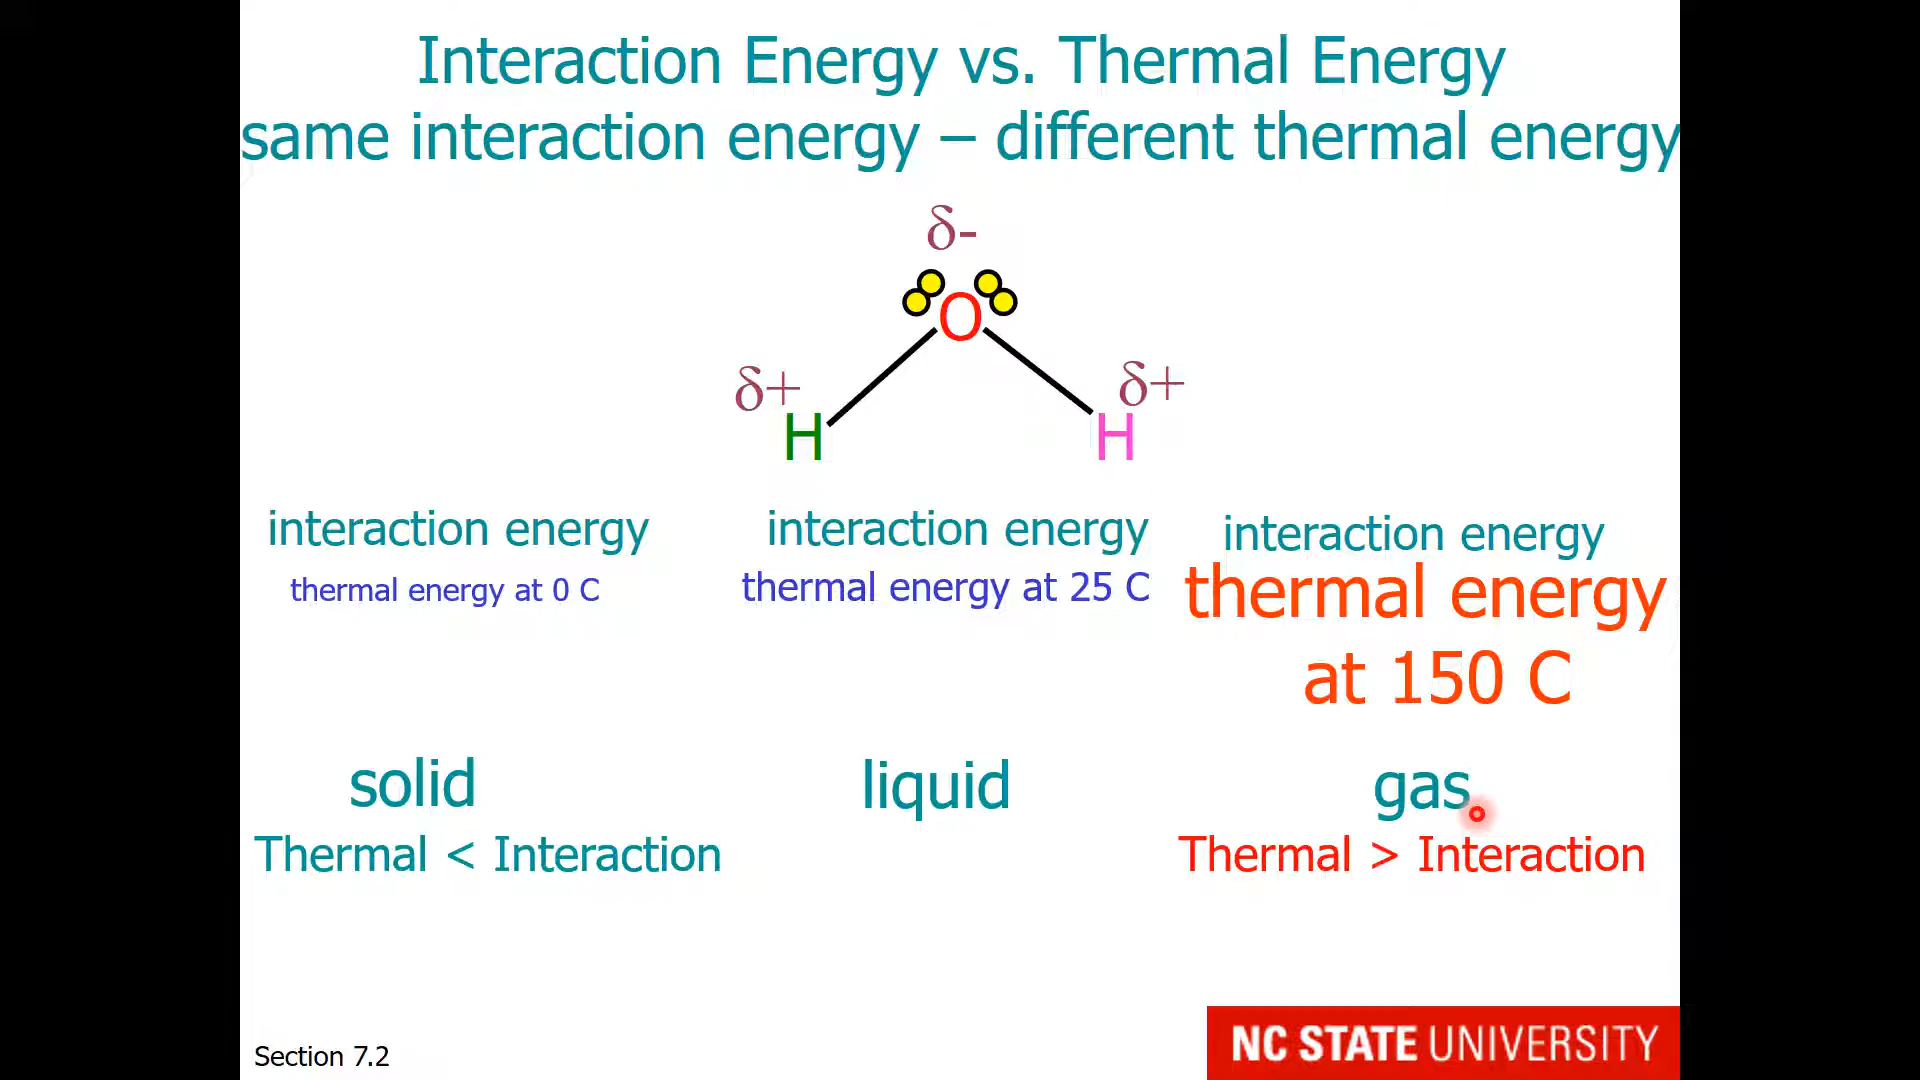 Interaction Energy vs. Thermal Energy
same interaction energy – different thermal energy
δ-
O
δ+
δ+
H
H
interaction energy
thermal energy at 0 C
interaction energy
thermal energy at 25 C
interaction energy
thermal energy
at 150 C
solid
liquid
gas
Thermal < Interaction
Thermal > Interaction
Section 7.2
NC STATE UNIVERSITY